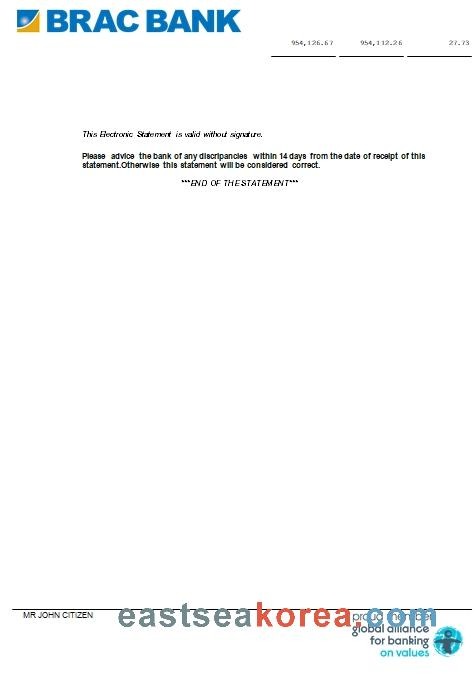 BRAC BANK
954,126.67 954,112.26 27.73
This Electronic Statement is valid without signature.
Please advice the bank of any discripancies within 14 days from the date of receipt of this
statement.Otherwise this statement will be considered correct.
***END OF THE STATEMENT***
MR JOHN CITIZEN
eastseakorea.com
proud member
global alliance
for banking
on values